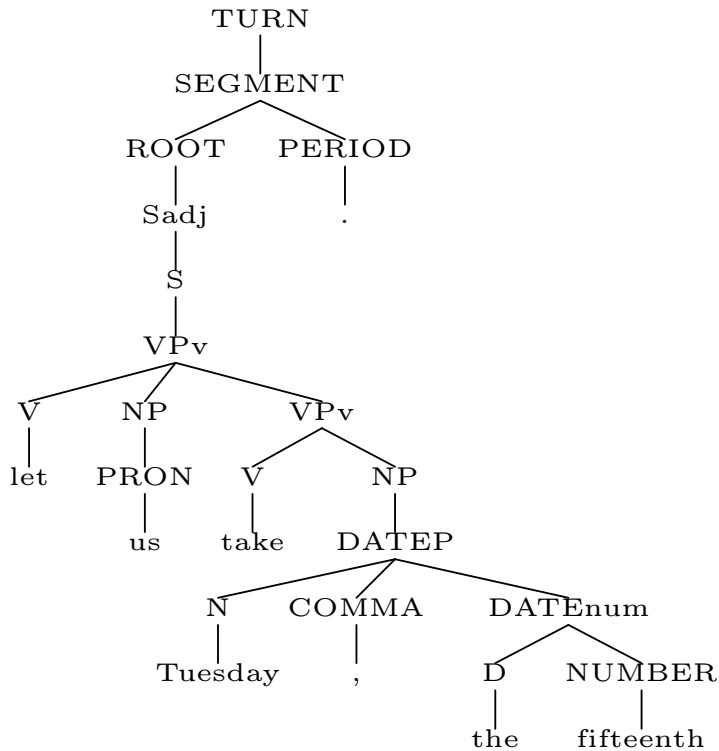 TURN
SEGMENT
ROOT PERIOD
Sadj .
S
VPv
V NP VPv
let PRON V NP
us take DATEP
N COMMA DATEnum
Tuesday , D NUMBER
the fifteenth